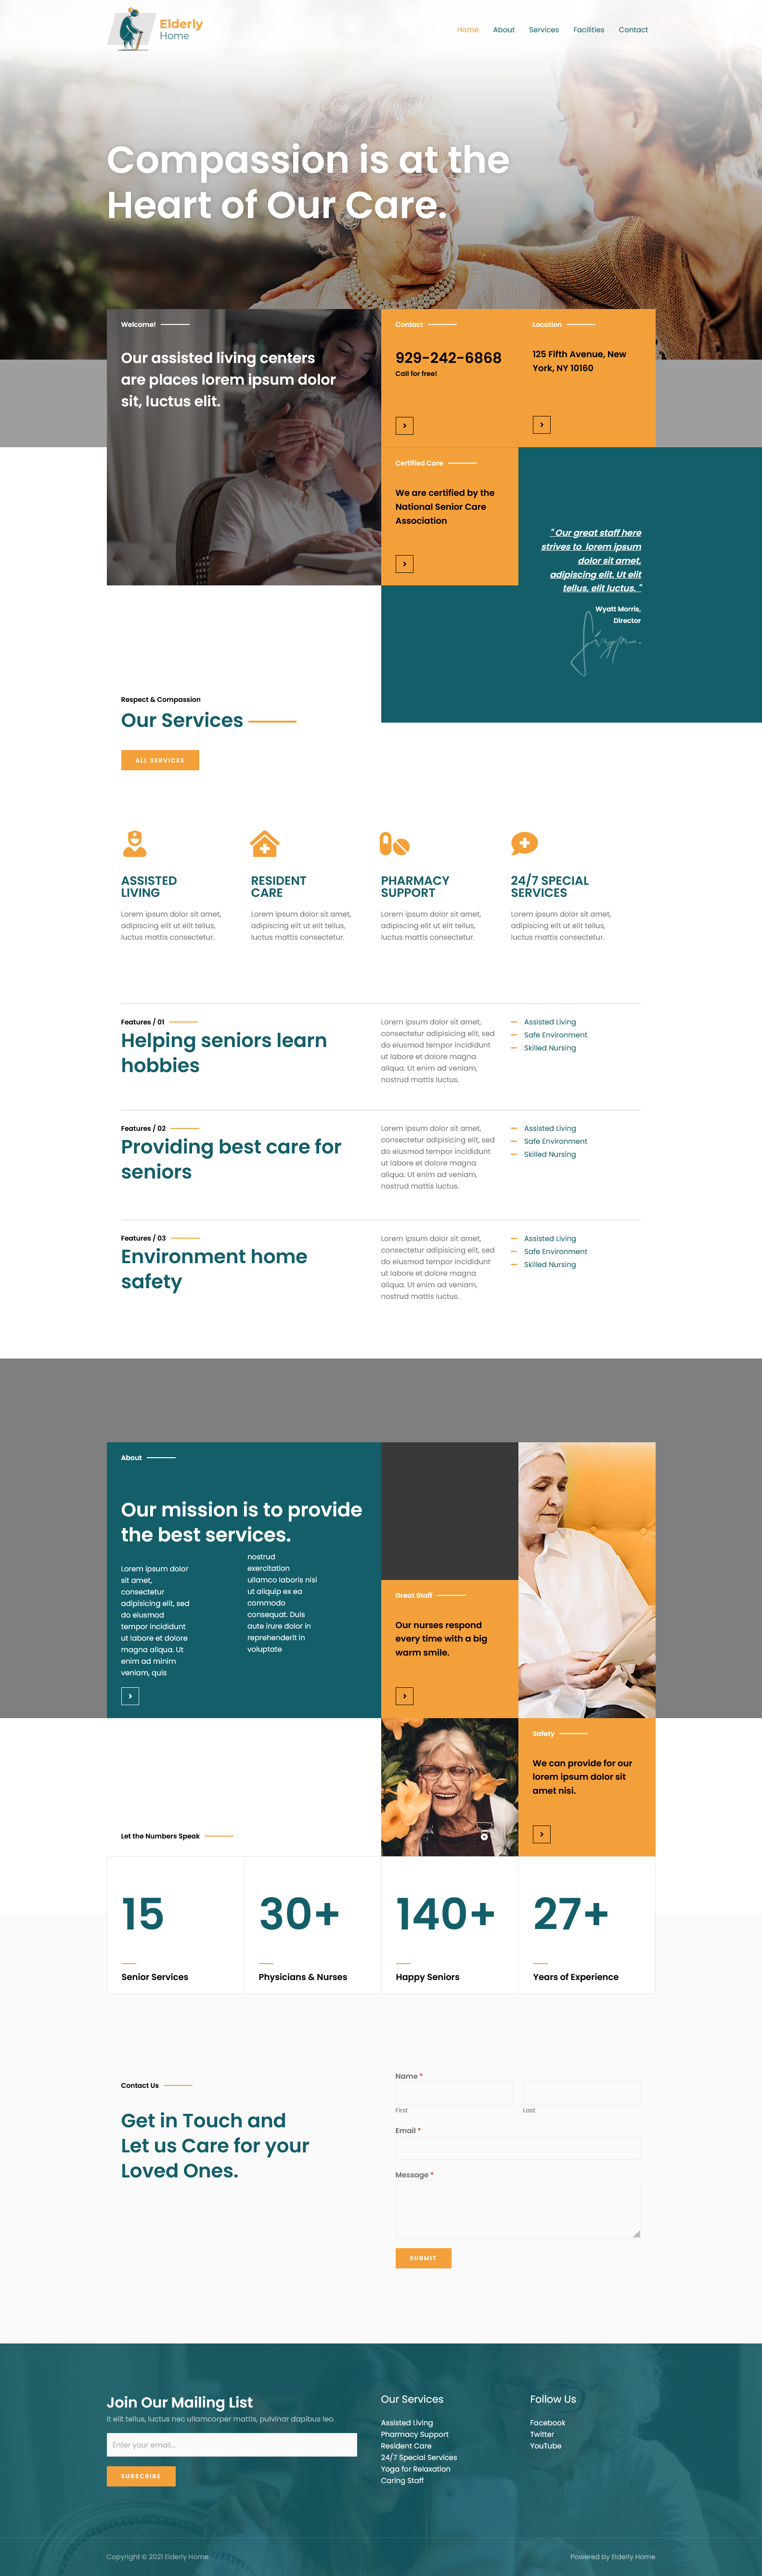 Elderly
Home
Home
About
Services
Facilities
Contact
Compassion is at the
Heart of Our Care.
Welcome!
Our assisted living centers
are places lorem ipsum dolor
sit, luctus elit.
Contact
929-242-6868
Call for free!
Location
125 Fifth Avenue, New
York, NY 10160
Certified Care
We are certified by the
National Senior Care
Association
" Our great staff here
strives to lorem ipsum
dolor sit amet,
adipiscing elit. Ut elit
tellus, elit luctus. "
Wyatt Morris,
Director
Respect & Compassion
Our Services
ALL SERVICES
ASSISTED
LIVING
Lorem ipsum dolor sit amet,
adipiscing elit ut elit tellus,
luctus mattis consectetur.
RESIDENT
CARE
Lorem ipsum dolor sit amet,
adipiscing elit ut elit tellus,
luctus mattis consectetur.
PHARMACY
SUPPORT
Lorem ipsum dolor sit amet,
adipiscing elit ut elit tellus,
luctus mattis consectetur.
24/7 SPECIAL
SERVICES
Lorem ipsum dolor sit amet,
adipiscing elit ut elit tellus,
luctus mattis consectetur.
Features / 01
Helping seniors learn
hobbies
Lorem ipsum dolor sit amet,
consectetur adipisicing elit, sed
do eiusmod tempor incididunt
ut labore et dolore magna
aliqua. Ut enim ad veniam,
nostrud mattis luctus.
Assisted Living
Safe Environment
Skilled Nursing
Features / 02
Providing best care for
seniors
Lorem ipsum dolor sit amet,
consectetur adipisicing elit, sed
do eiusmod tempor incididunt
ut labore et dolore magna
aliqua. Ut enim ad veniam,
nostrud mattis luctus.
Assisted Living
Safe Environment
Skilled Nursing
Features / 03
Environment home
safety
Lorem ipsum dolor sit amet,
consectetur adipisicing elit, sed
do eiusmod tempor incididunt
ut labore et dolore magna
aliqua. Ut enim ad veniam,
nostrud mattis luctus.
Assisted Living
Safe Environment
Skilled Nursing
About
Our mission is to provide
the best services.
Lorem ipsum dolor
sit amet,
consectetur
adipisicing elit, sed
do eiusmod
tempor incididunt
ut labore et dolore
magna aliqua. Ut
enim ad minim
veniam, quis
nostrud
exercitation
ullamco laboris nisi
ut aliquip ex ea
commodo
consequat. Duis
aute irure dolor in
reprehenderit in
voluptate
Great Staff
Our nurses respond
every time with a big
warm smile.
Safety
We can provide for our
lorem ipsum dolor sit
amet nisi.
Let the Numbers Speak
15
Senior Services
30+
Physicians & Nurses
140+
Happy Seniors
27+
Years of Experience
Contact Us
Get in Touch and
Let us Care for your
Loved Ones.
Name *
First
Last
Email *
Message *
SUBMIT
Join Our Mailing List
It elit tellus, luctus nec ullamcorper mattis, pulvinar dapibus leo.
Enter your email...
SUBSCRIBE
Our Services
Assisted Living
Pharmacy Support
Resident Care
24/7 Special Services
Yoga for Relaxation
Caring Staff
Follow Us
Facebook
Twitter
YouTube
Copyright © 2021 Elderly Home
Powered by Elderly Home